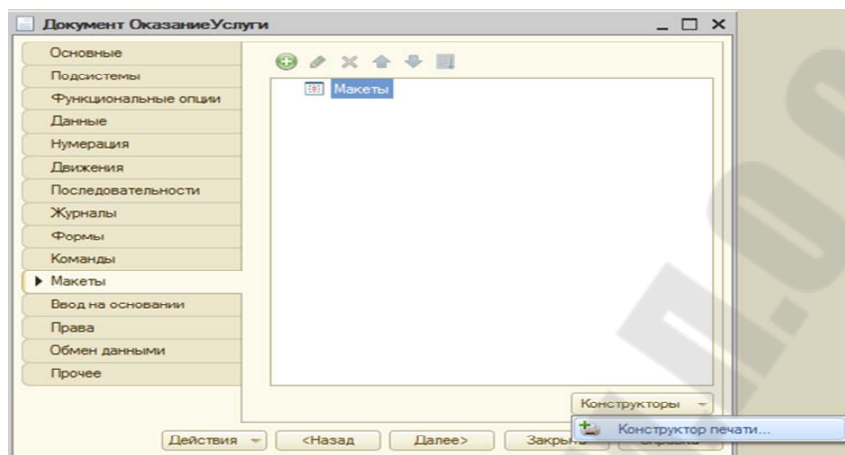 Документ ОказаниеУслуги
Основные
Подсистемы
Функциональные опции
Данные
Нумерация
Движения
Последовательности
Журналы
Формы
Команды
Макеты
Ввод на основании
Права
Обмен данными
Прочее
Макеты
Конструкторы
Конструктор печати...
Действия
<Назад
Далее>